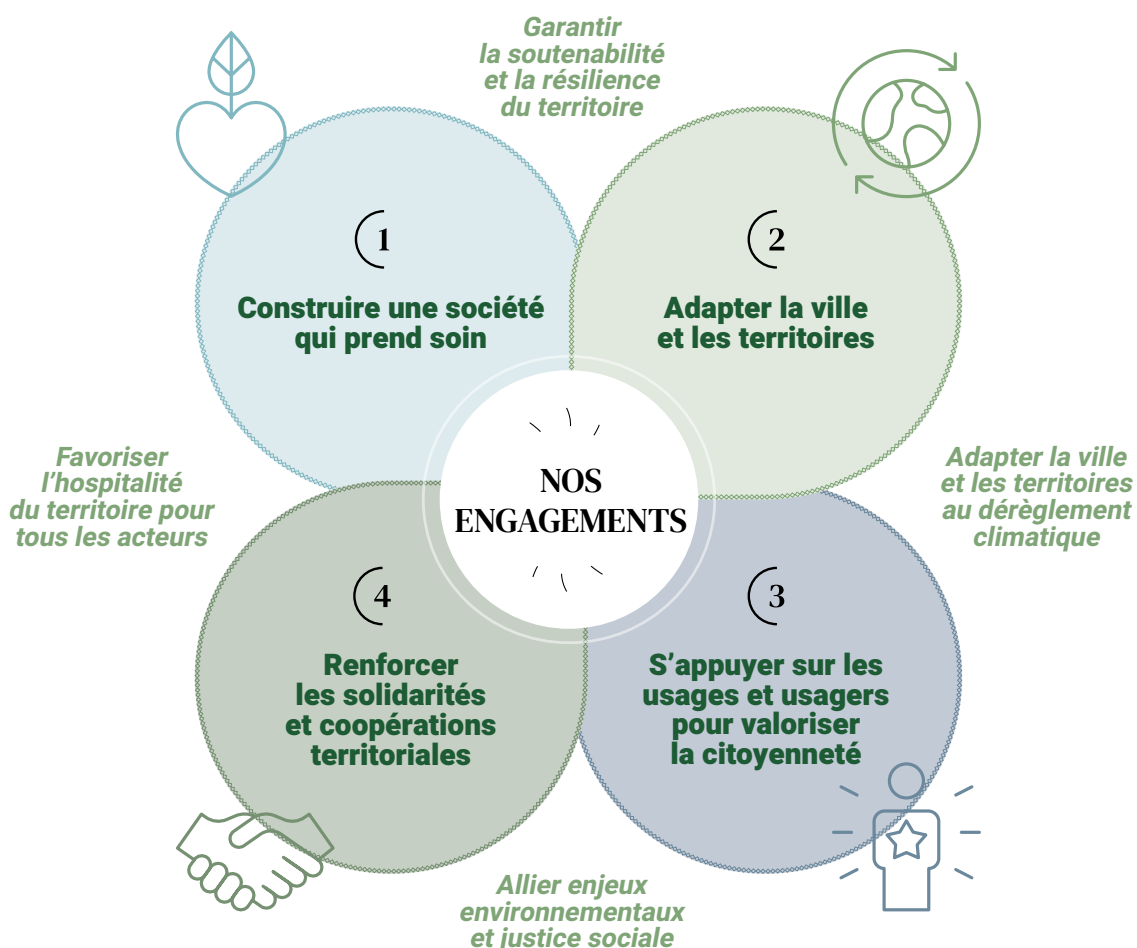 Garantir
la soutenabilité
et la résilience
du territoire
1
Construire une société
qui prend soin
2
Adapter la ville
et les territoires
Favoriser
l’hospitalité
du territoire pour
tous les acteurs
NOS
ENGAGEMENTS
Adapter la ville
et les territoires
au dérèglement
climatique
4
Renforcer
les solidarités
et coopérations
territoriales
3
S’appuyer sur les
usages et usagers
pour valoriser
la citoyenneté
Allier enjeux
environnementaux
et justice sociale